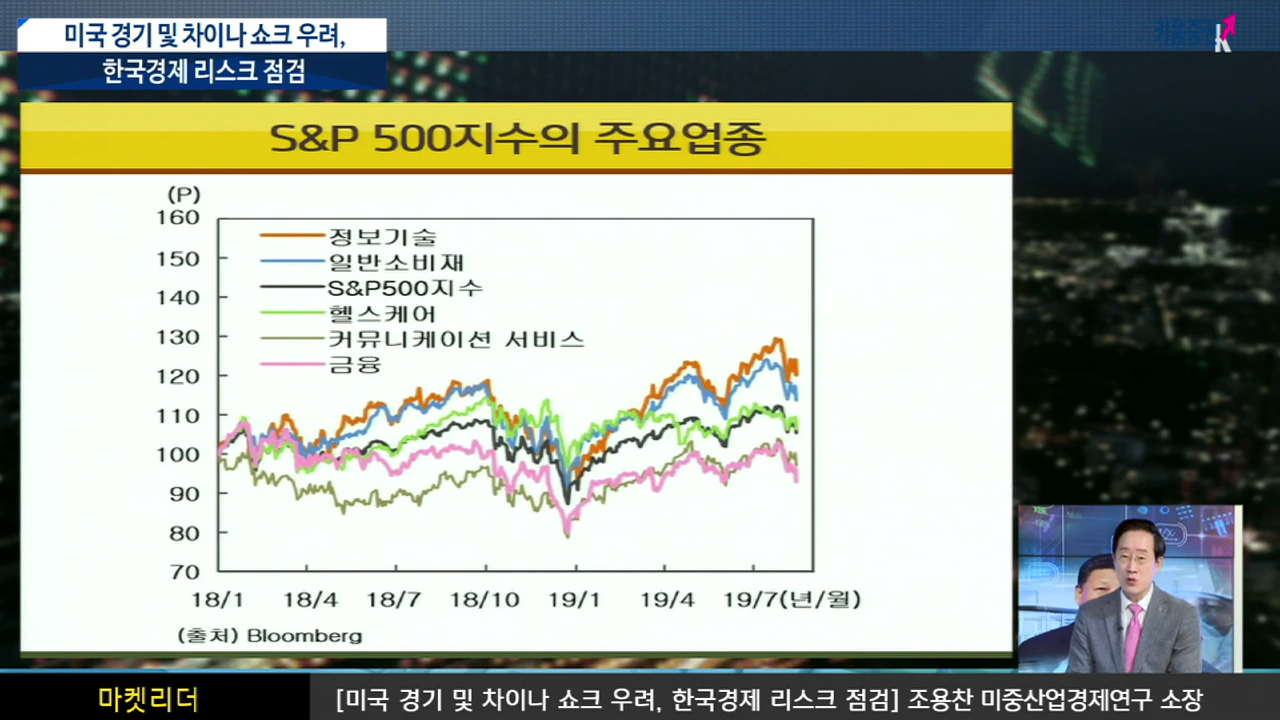 미국 경기 및 차이나 쇼크 우려,
한국경제 리스크 점검
K
S&P 500지수의 주요업종
(P)
160
150
140
130
120
110
100
90
80
70
정보기술
일반소비재
S&P500지수
헬스케어
커뮤니케이션 서비스
금융
18/1 18/4 18/7 18/10 19/1 19/4 19/7(년/월)
(출처) Bloomberg
마켓리더
[미국 경기 및 차이나 쇼크 우려, 한국경제 리스크 점검] 조용찬 미중산업경제연구 소장